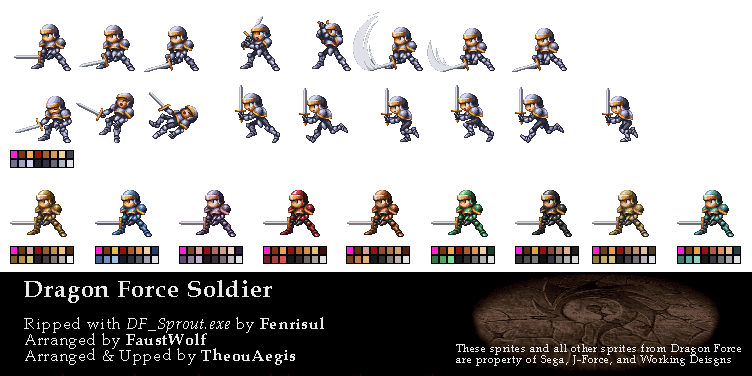 Dragon Force Soldier
Ripped with DF_Sprout.exe by Fenrisul
Arranged by FaustWolf
Arranged & Upped by TheouAegis
These sprites and all other sprites from Dragon Force
are property of Sega, J-Force, and Working Deisgns